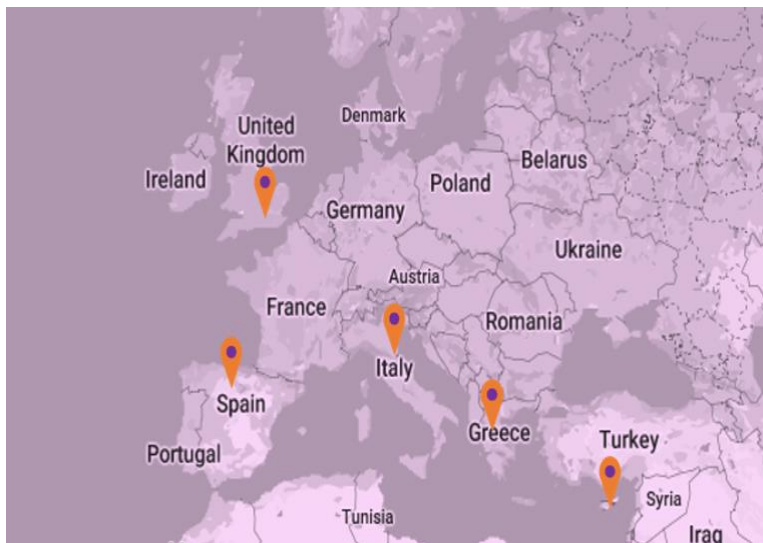 Denmark
United
Kingdom
Ireland
Belarus
Poland
Germany
Ukraine
Austria
France
Romania
Italy
Spain
Greece
Turkey
Portugal
Syria
Tunisia
Iraq